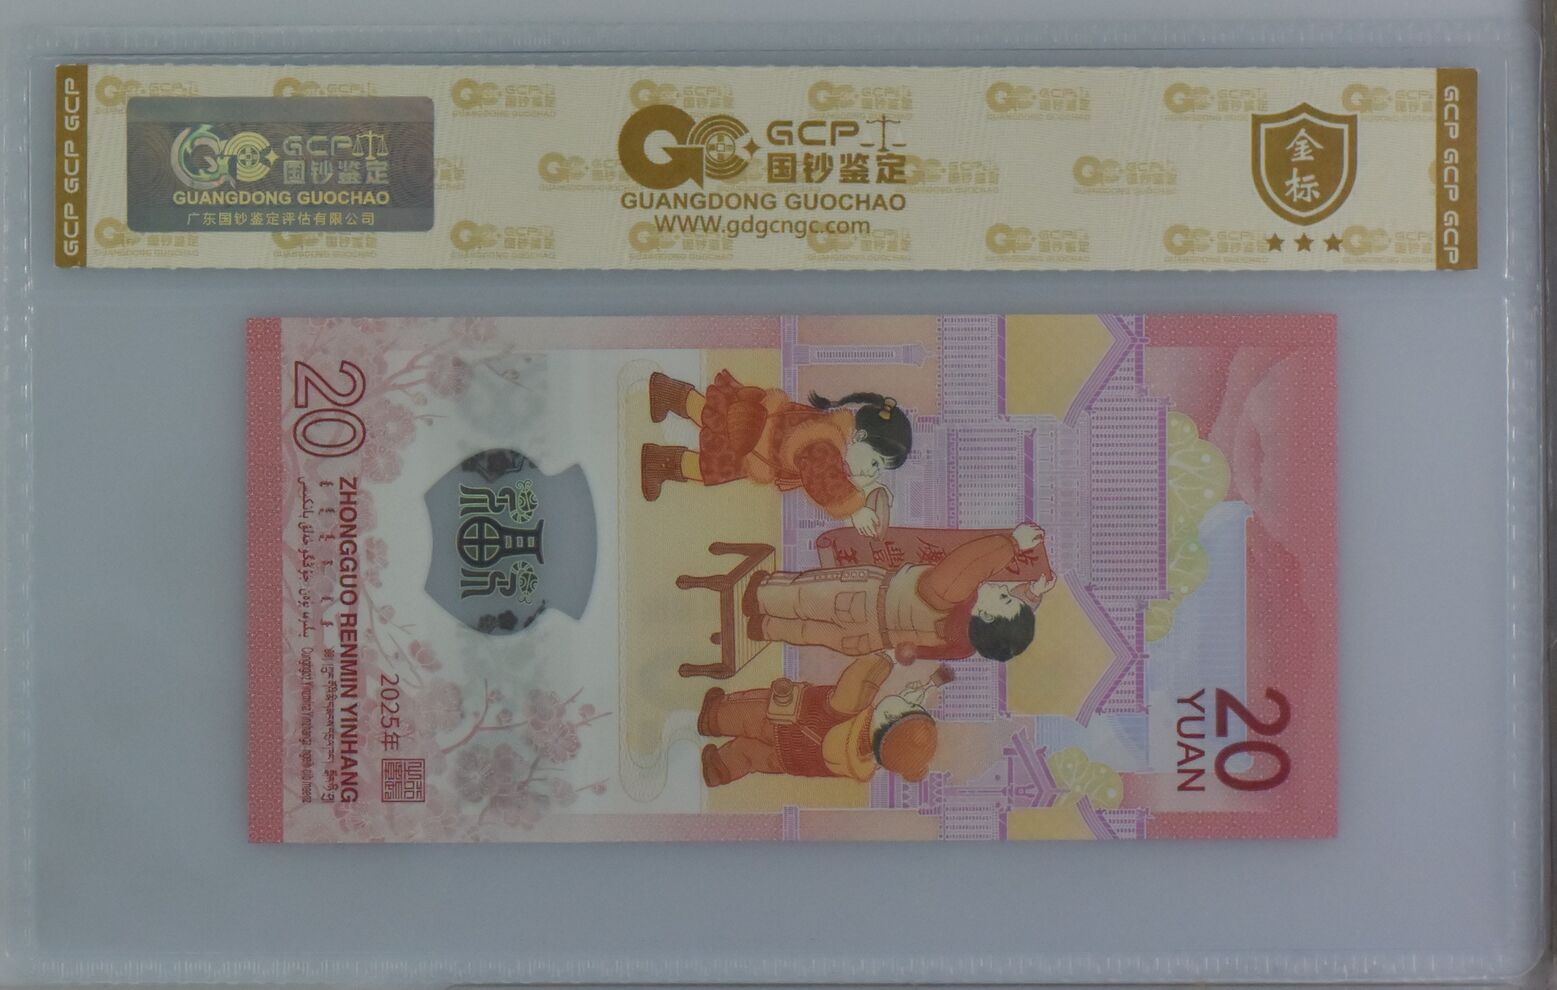 GCP GCP GCP
GCP
国钞鉴定
GUANGDONG GUOCHAO
广东国钞鉴定评估有限公司
GCP
国钞鉴定
GUANGDONG GUOCHAO
WWW.gdgcngc.com
金
标
GCP GCP GCP
20
ZHONGGUO RENMIN YINHANG
2025年
20
YUAN